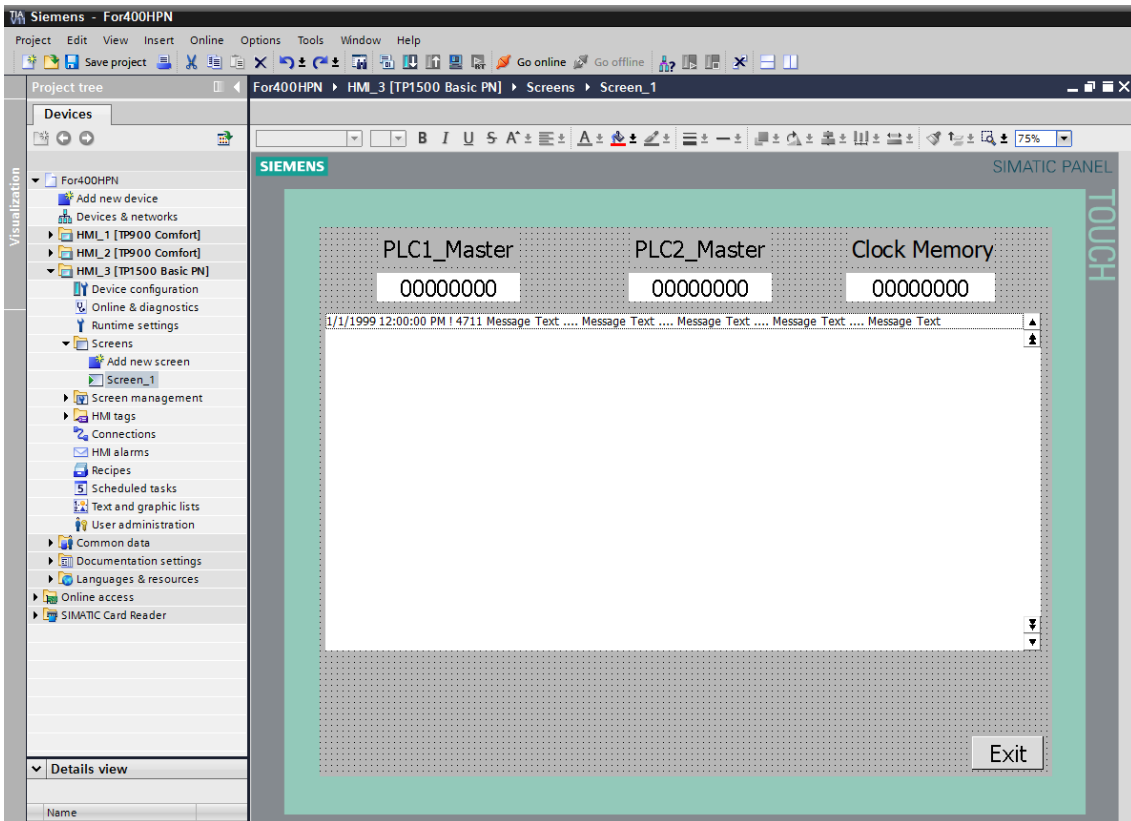 Siemens - For400HPN
Project Edit View Insert Online Options Tools Window Help
Save project Go online Go offline
Project tree
For400HPN ▸ HMI_3 [TP1500 Basic PN] ▸ Screens ▸ Screen_1
Devices
B I U S A A 75%
Visualization
SIEMENS
SIMATIC PANEL
TOUCH
For400HPN
Add new device
Devices & networks
HMI_1 [TP900 Comfort]
HMI_2 [TP900 Comfort]
HMI_3 [TP1500 Basic PN]
Device configuration
Online & diagnostics
Runtime settings
Screens
Add new screen
Screen_1
Screen management
HMI tags
Connections
HMI alarms
Recipes
Scheduled tasks
Text and graphic lists
User administration
Common data
Documentation settings
Languages & resources
Online access
SIMATIC Card Reader
PLC1_Master PLC2_Master Clock Memory
00000000 00000000 00000000
1/1/1999 12:00:00 PM ! 4711 Message Text .... Message Text .... Message Text .... Message Text .... Message Text
Exit
Details view
Name